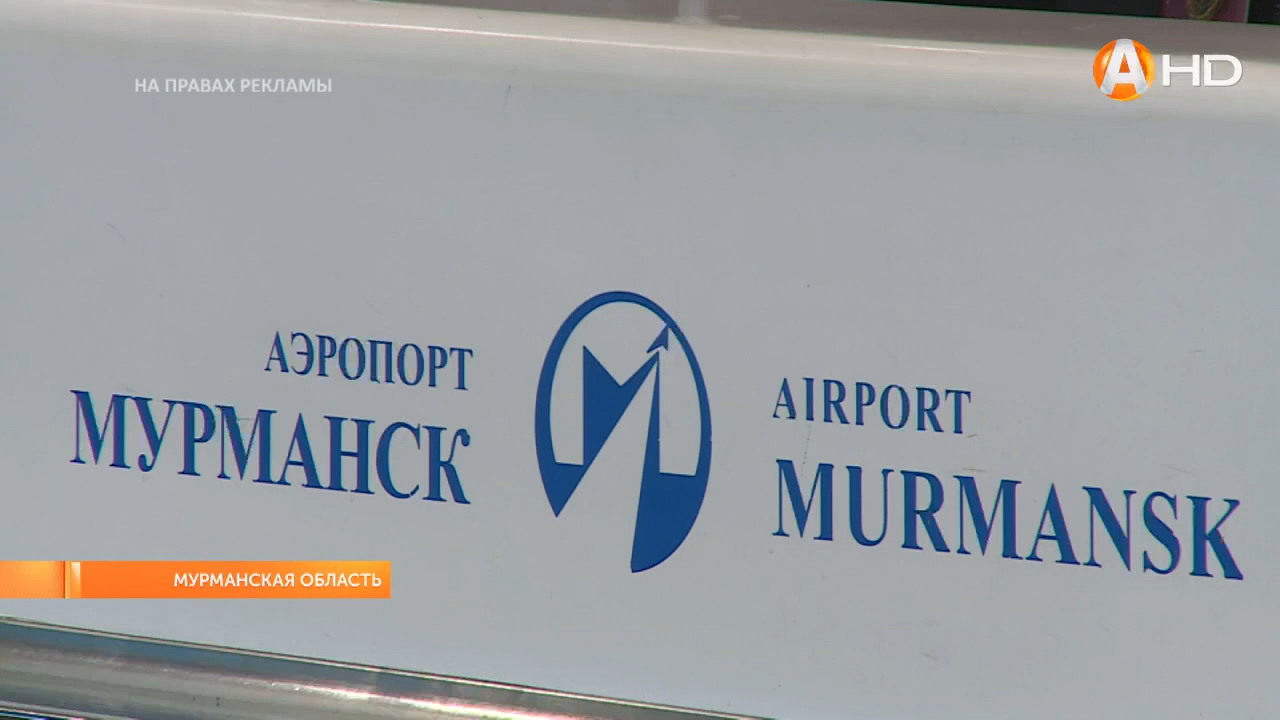 НА ПРАВАХ РЕКЛАМЫ
А HD
АЭРОПОРТ
МУРМАНСК
AIRPORT
MURMANSK
МУРМАНСКАЯ ОБЛАСТЬ